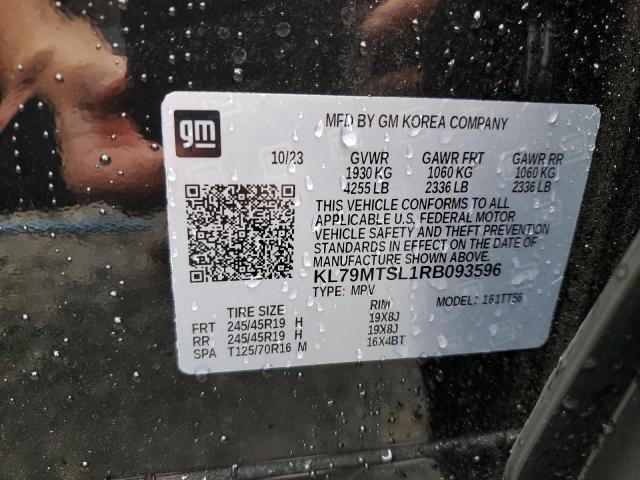 gm
MFD BY GM KOREA COMPANY
10/23 GVWR GAWR FRT GAWR RR
1930 KG 1060 KG 1060 KG
4255 LB 2336 LB 2336 LB
THIS VEHICLE CONFORMS TO ALL
APPLICABLE U.S. FEDERAL MOTOR
VEHICLE SAFETY AND THEFT PREVENTION
STANDARDS IN EFFECT ON THE DATE OF
MANUFACTURE SHOWN ABOVE.
KL79MTSL1RB093596
TYPE: MPV MODEL: 161TT56
TIRE SIZE RIM
FRT 245/45R19 H 19X8J
RR 245/45R19 H 19X8J
SPA T125/70R16 M 16X4BT